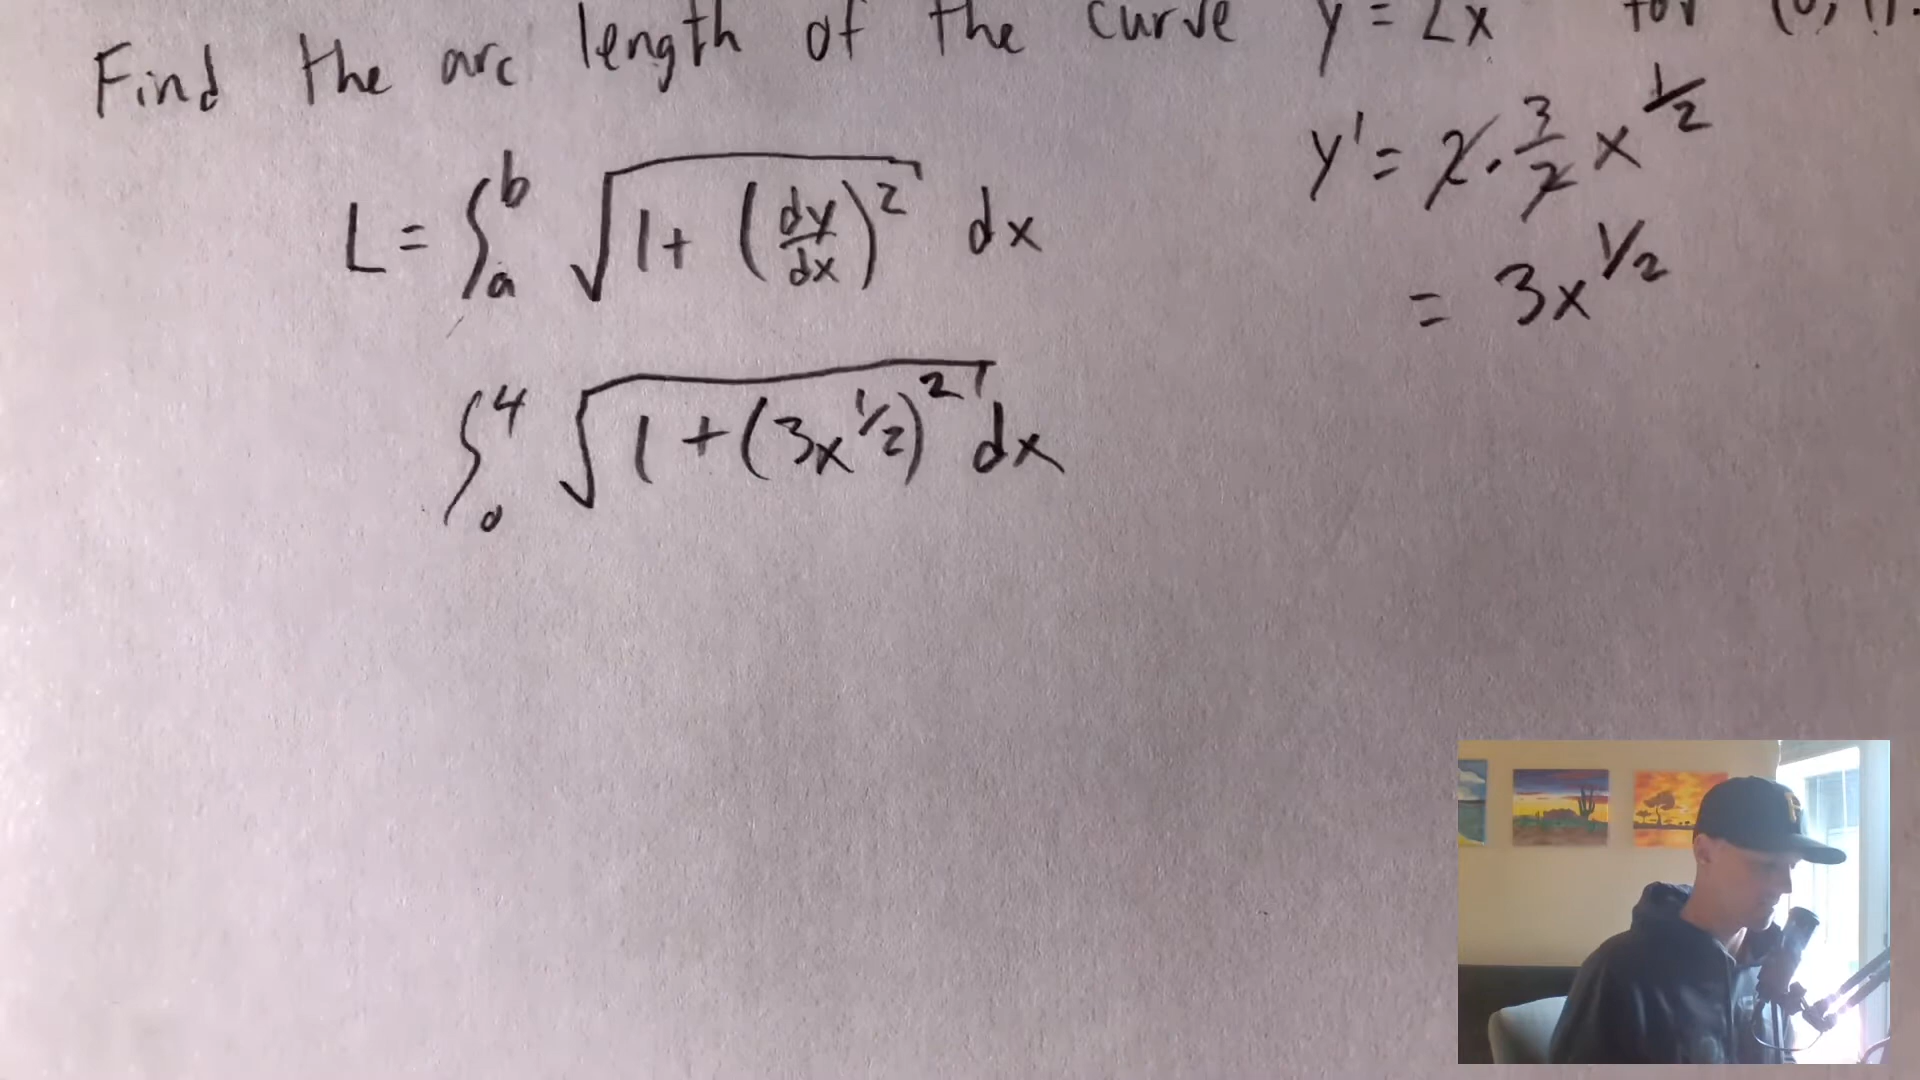 Find the arc length of the curve y = 2x for
y' = 2 · 3/2 x^1/2
L = ∫_a^b √(1 + (dy/dx)^2) dx
= 3x^1/2
∫_0^4 √(1 + (3x^1/2)^2) dx